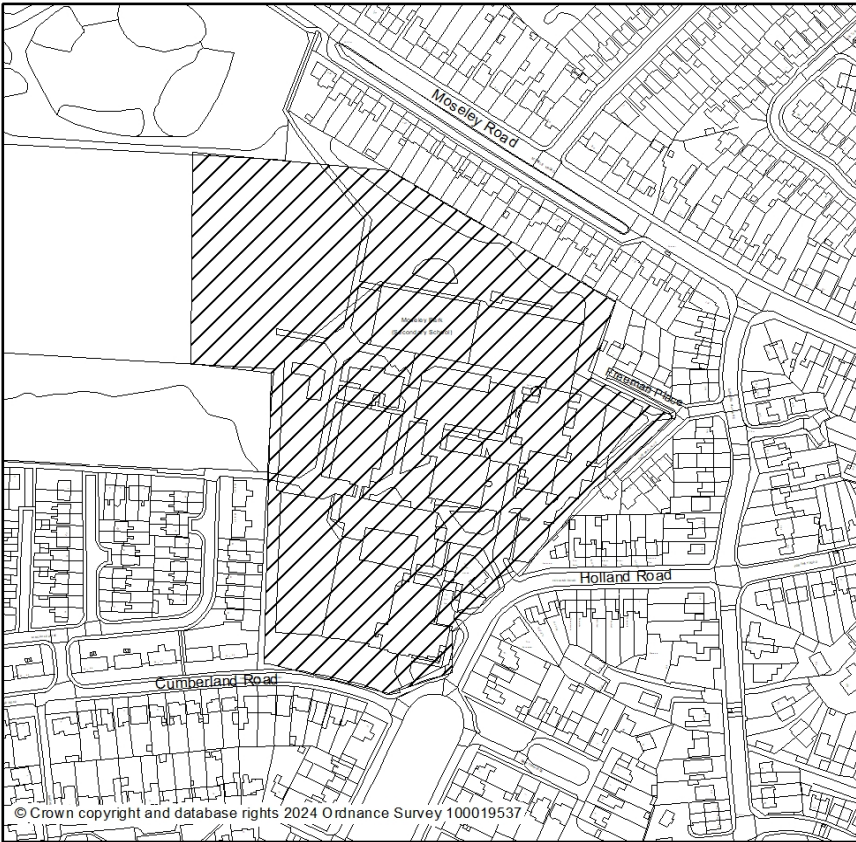 Moseley Road
Moseley Park
(Secondary School)
Freeman Place
Holland Road
Cumberland Road
© Crown copyright and database rights 2024 Ordnance Survey 100019537